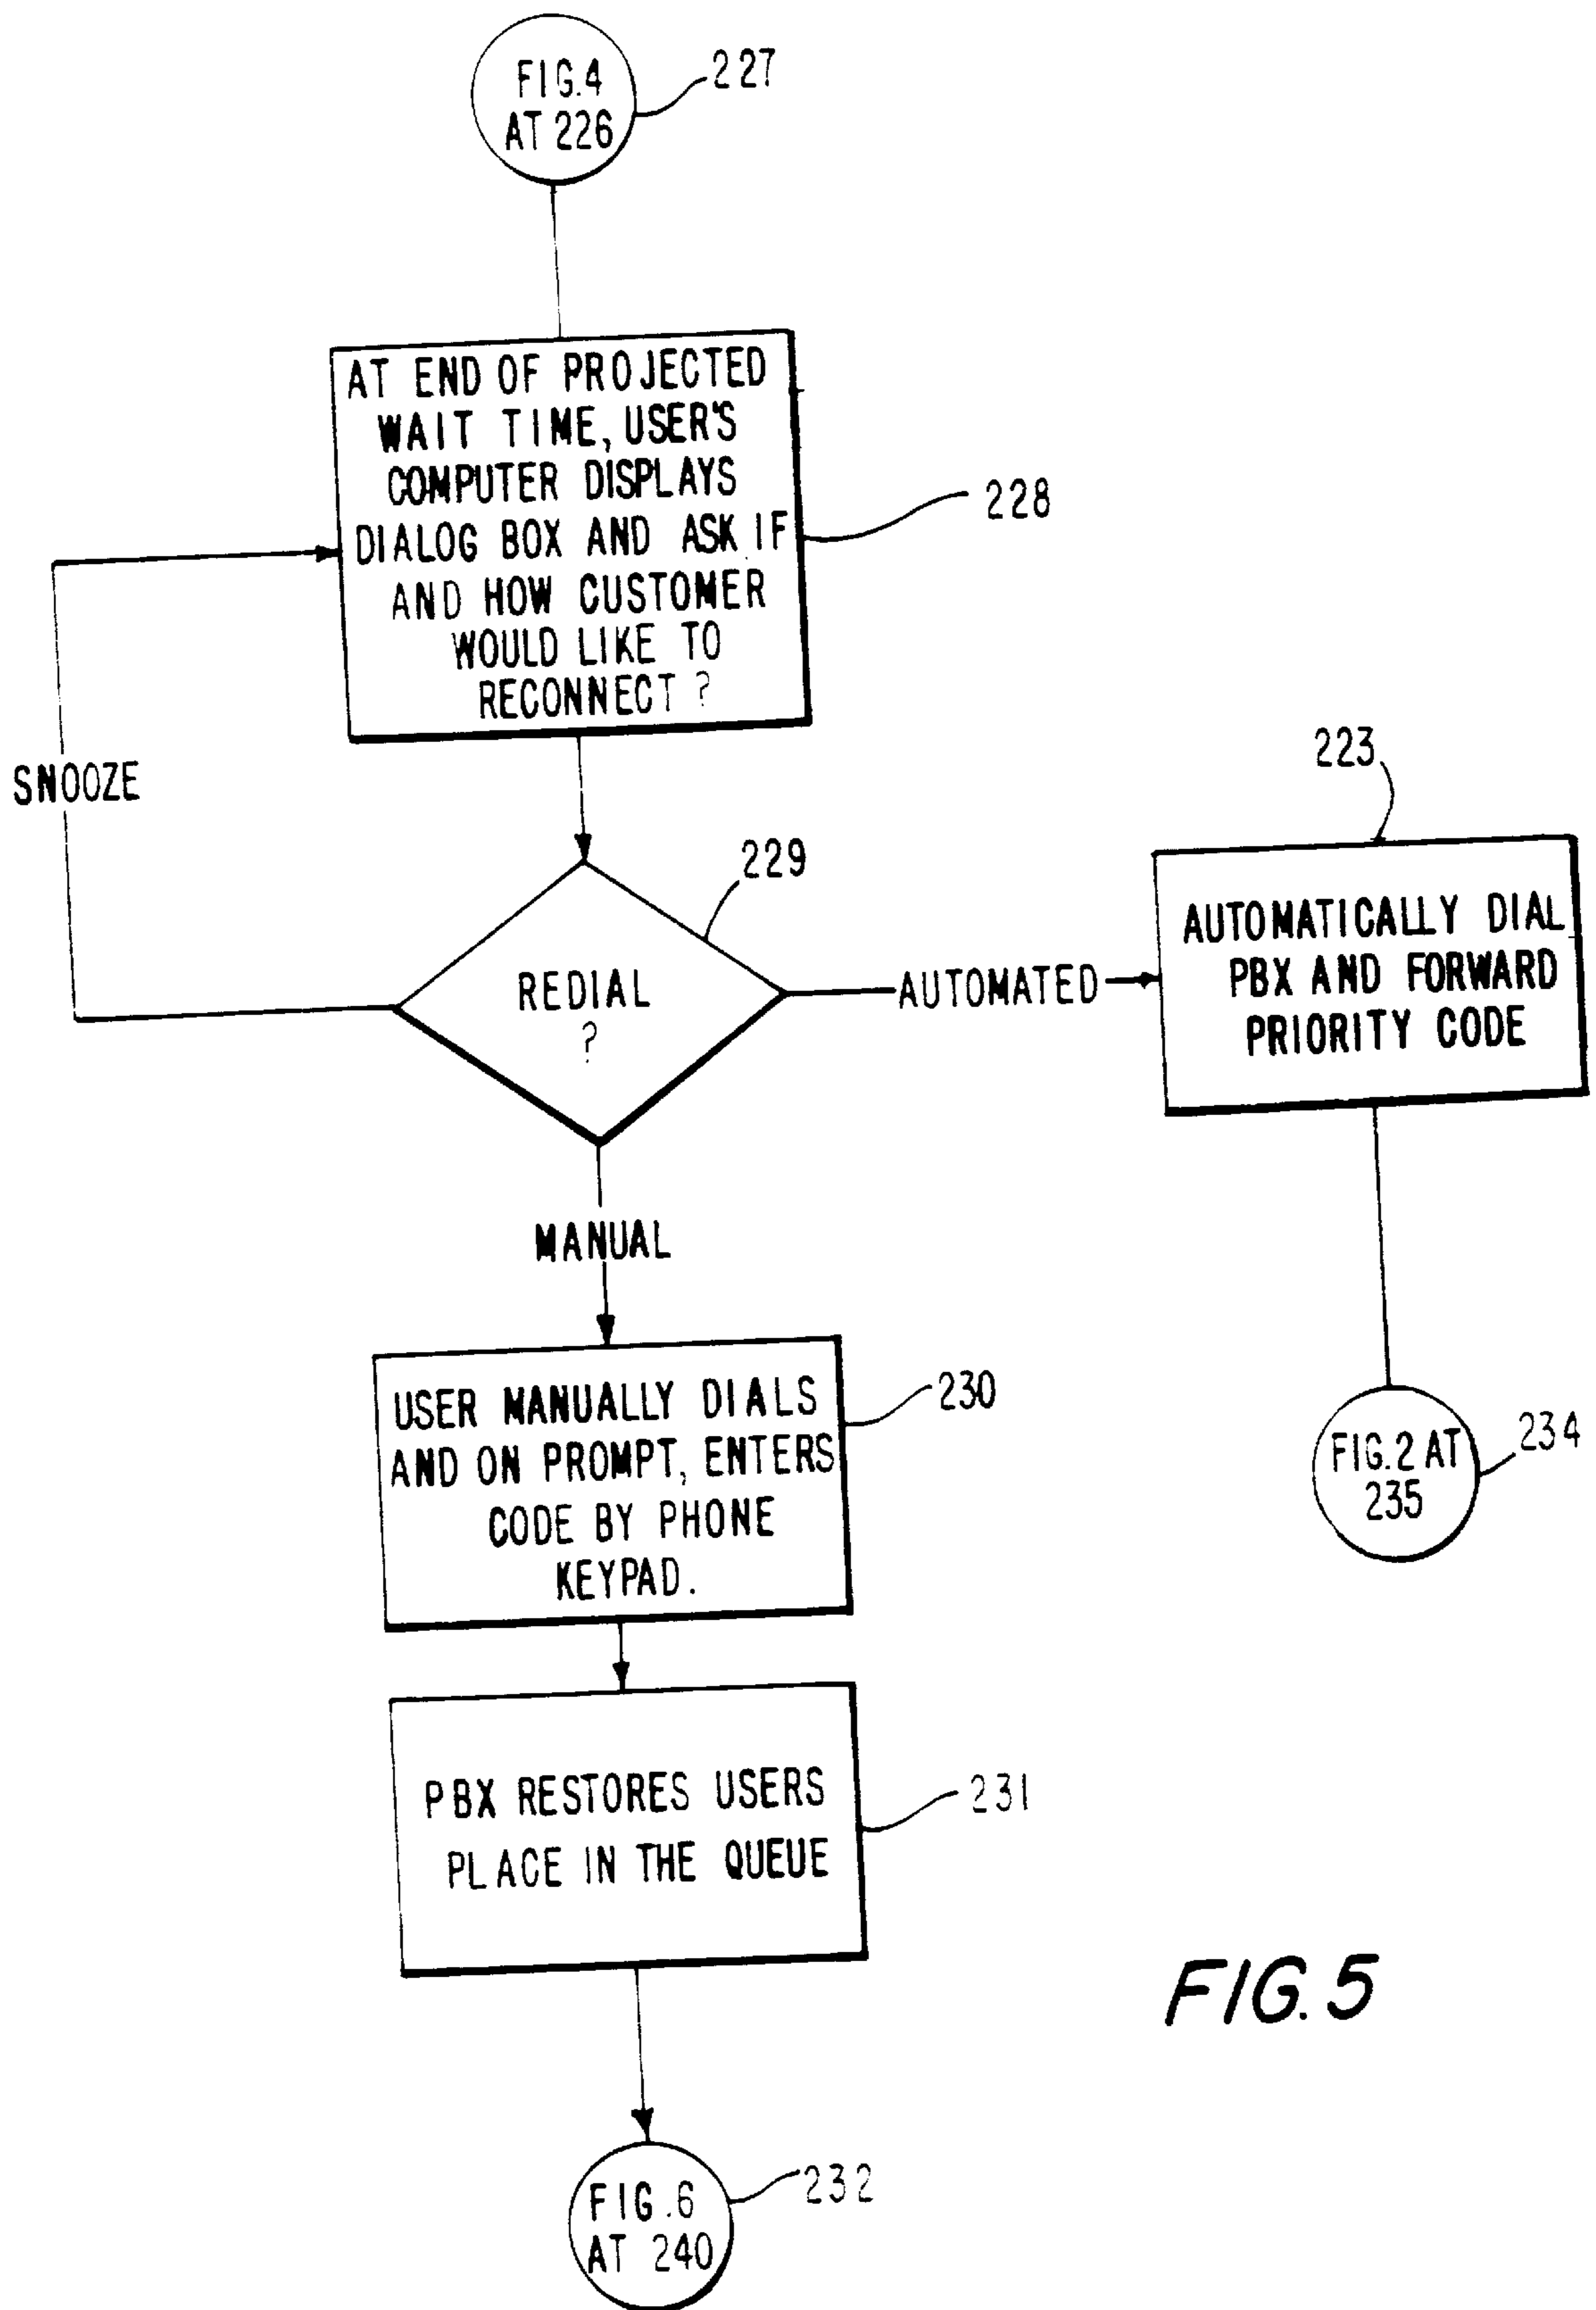 FIG.4
AT 226
227
AT END OF PROJECTED
WAIT TIME, USER'S
COMPUTER DISPLAYS
DIALOG BOX AND ASK IF
AND HOW CUSTOMER
WOULD LIKE TO
RECONNECT ?
228
SNOOZE
229
REDIAL
?
AUTOMATED
223
AUTOMATICALLY DIAL
PBX AND FORWARD
PRIORITY CODE
FIG.2 AT
235
234
MANUAL
USER MANUALLY DIALS
AND ON PROMPT, ENTERS
CODE BY PHONE
KEYPAD.
230
PBX RESTORES USERS
PLACE IN THE QUEUE
231
FIG.6
AT 240
232
FIG. 5